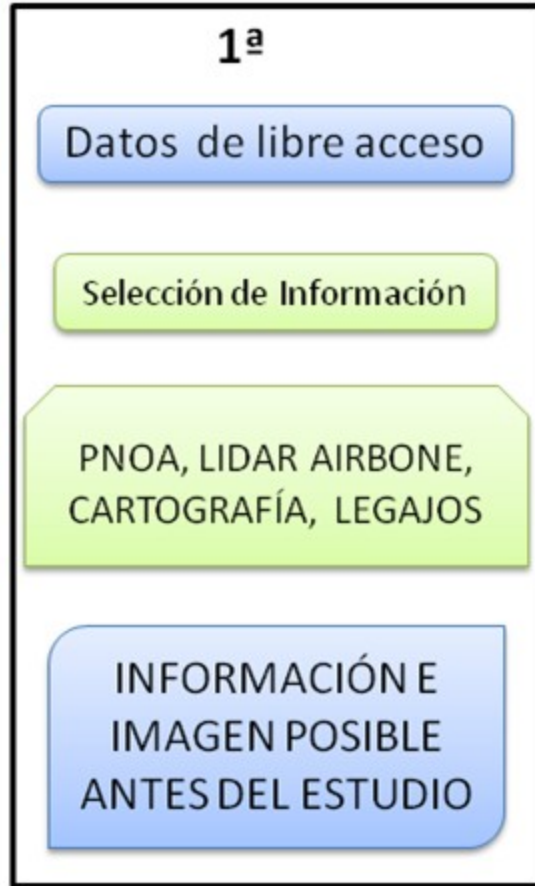 1ª
Datos de libre acceso
Selección de Información
PNOA, LIDAR AIRBONE,
CARTOGRAFÍA, LEGAJOS
INFORMACIÓN E
IMAGEN POSIBLE
ANTES DEL ESTUDIO